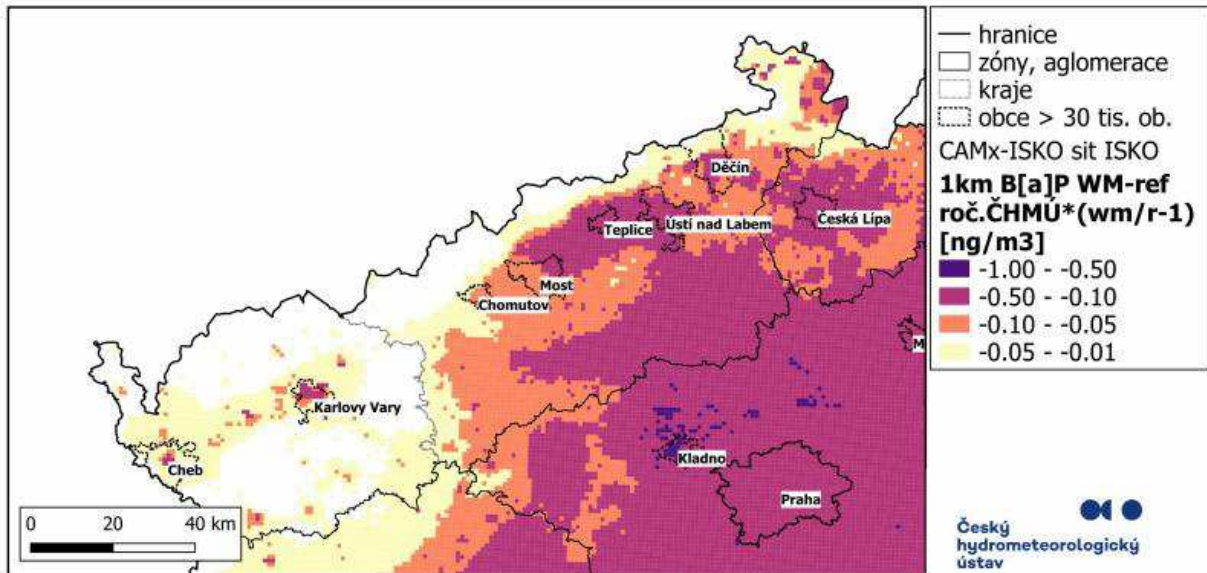 Děčín
Teplice
Ústí nad Labem
Česká Lípa
Most
Chomutov
M
Karlovy Vary
Kladno
Cheb
Praha
0 20 40 km
hranice
zóny, aglomerace
kraje
obce > 30 tis. ob.
CAMx-ISKO sit ISKO
1km B[a]P WM-ref
roč.ČHMÚ*(wm/r-1)
[ng/m3]
-1.00 - -0.50
-0.50 - -0.10
-0.10 - -0.05
-0.05 - -0.01
Český
hydrometeorologický
ústav